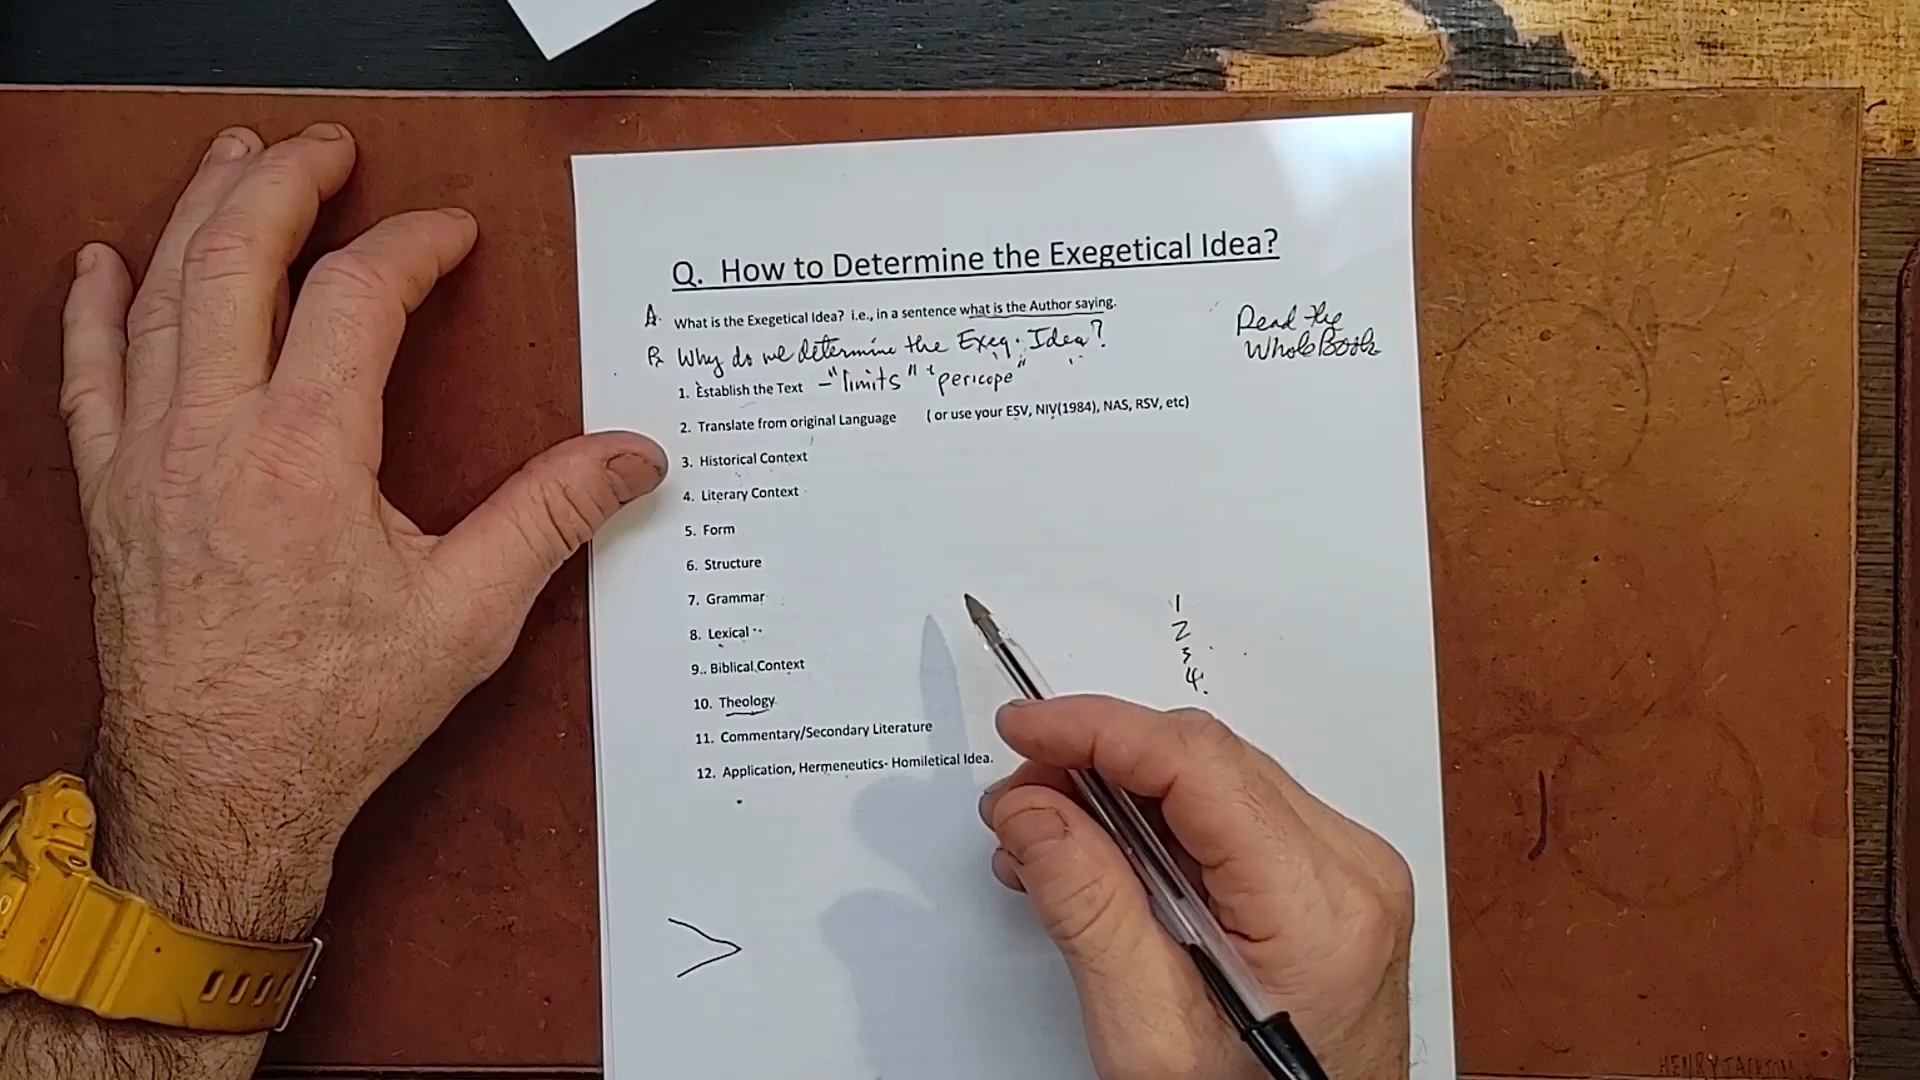 Q. How to Determine the Exegetical Idea?
A. What is the Exegetical Idea? i.e., in a sentence what is the Author saying.
B. Why do we determine the Exeg. Idea?
Read the
Whole Book
1. Establish the Text - "limits" + "pericope"
2. Translate from original Language ( or use your ESV, NIV(1984), NAS, RSV, etc)
3. Historical Context
4. Literary Context
5. Form
6. Structure
7. Grammar
8. Lexical
9.. Biblical Context
10. Theology
11. Commentary/Secondary Literature
12. Application, Hermeneutics- Homiletical Idea.
1
2
3
4.
HENRY JACKSON